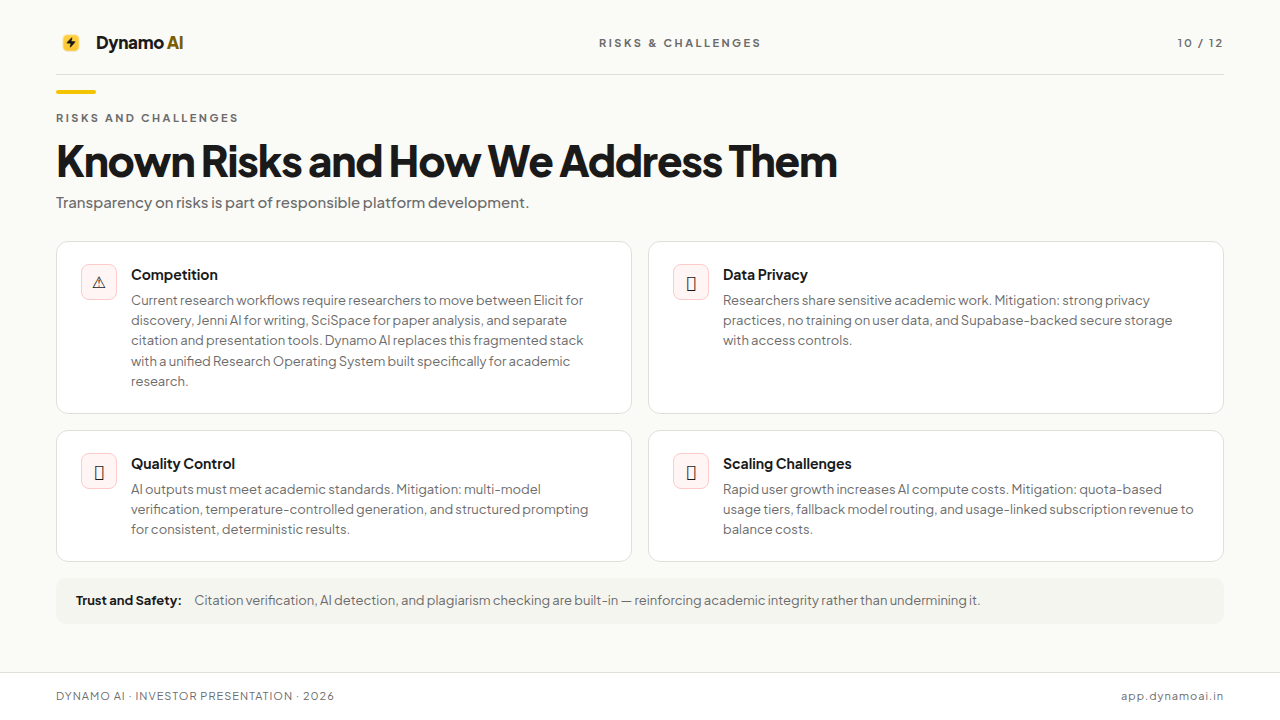 Dynamo AI
RISKS & CHALLENGES
10 / 12
RISKS AND CHALLENGES
Known Risks and How We Address Them
Transparency on risks is part of responsible platform development.
Competition
Current research workflows require researchers to move between Elicit for
discovery, Jenni AI for writing, SciSpace for paper analysis, and separate
citation and presentation tools. Dynamo AI replaces this fragmented stack
with a unified Research Operating System built specifically for academic
research.
Data Privacy
Researchers share sensitive academic work. Mitigation: strong privacy
practices, no training on user data, and Supabase-backed secure storage
with access controls.
Quality Control
AI outputs must meet academic standards. Mitigation: multi-model
verification, temperature-controlled generation, and structured prompting
for consistent, deterministic results.
Scaling Challenges
Rapid user growth increases AI compute costs. Mitigation: quota-based
usage tiers, fallback model routing, and usage-linked subscription revenue to
balance costs.
Trust and Safety: Citation verification, AI detection, and plagiarism checking are built-in — reinforcing academic integrity rather than undermining it.
DYNAMO AI · INVESTOR PRESENTATION · 2026
app.dynamoai.in